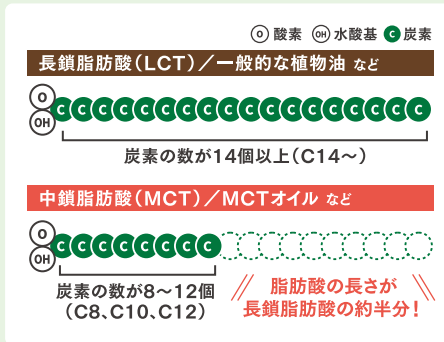 O 酸素 OH 水酸基 C 炭素
長鎖脂肪酸（LCT）／一般的な植物油 など
O
OH
C C C C C C C C C C C C C C C C C C
炭素の数が14個以上（C14〜）
中鎖脂肪酸（MCT）／MCTオイル など
O
OH
C C C C C C C C
炭素の数が8〜12個
（C8、C10、C12）
脂肪酸の長さが
長鎖脂肪酸の約半分！